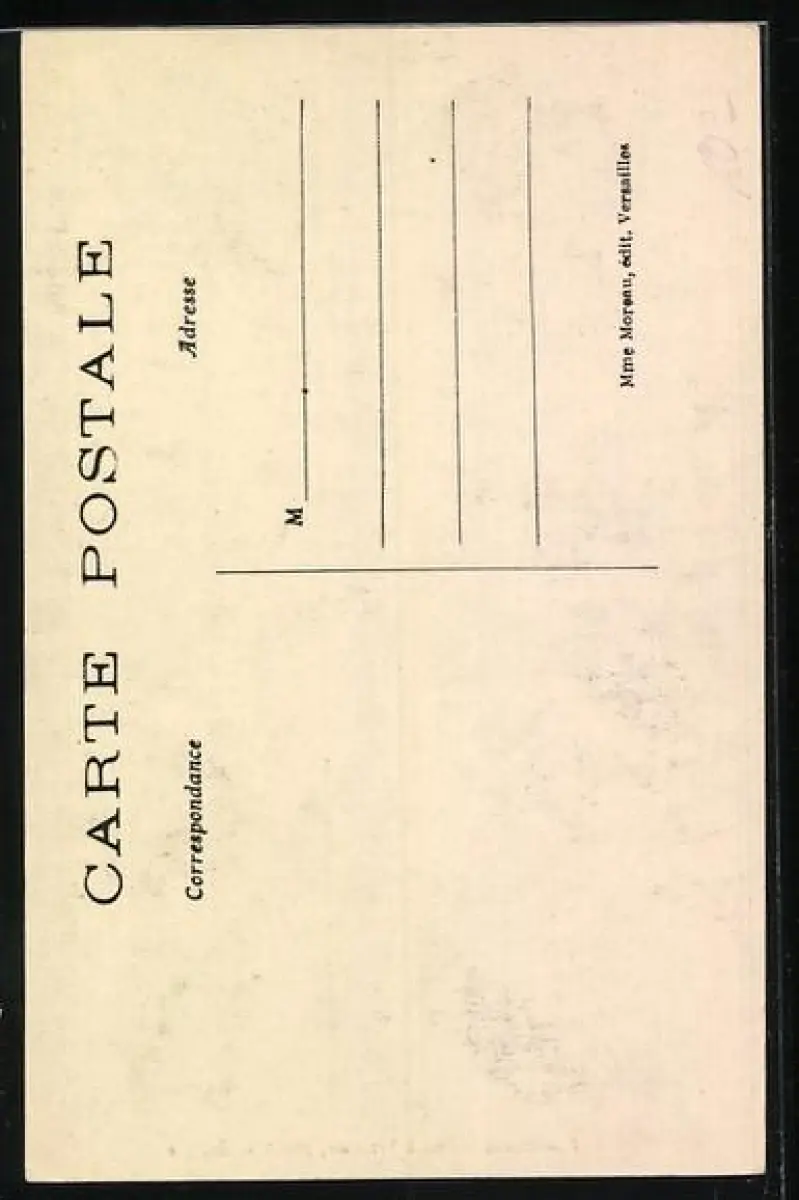 CARTE POSTALE
Correspondance
Adresse
M
Mme Moreau, édit. Versailles